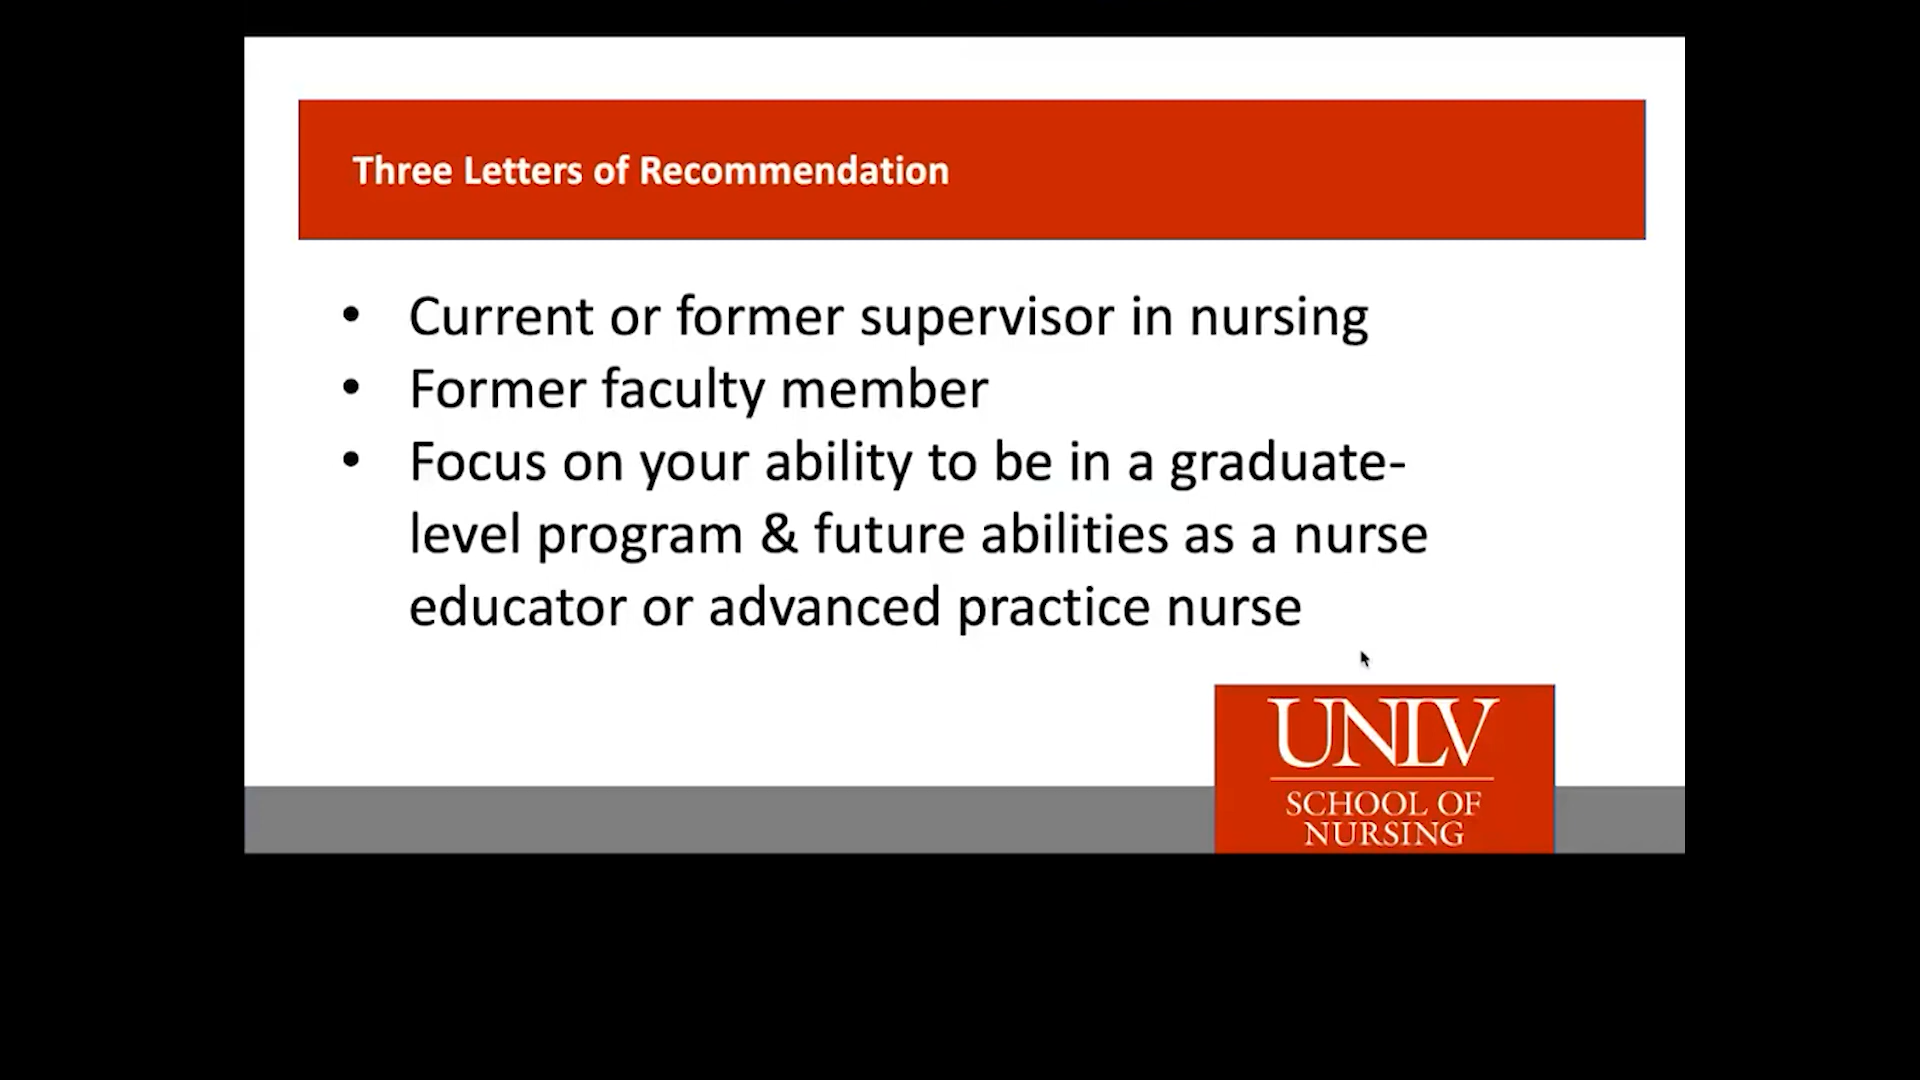 Three Letters of Recommendation
• Current or former supervisor in nursing
• Former faculty member
• Focus on your ability to be in a graduate-
level program & future abilities as a nurse
educator or advanced practice nurse
UNLV
SCHOOL OF
NURSING